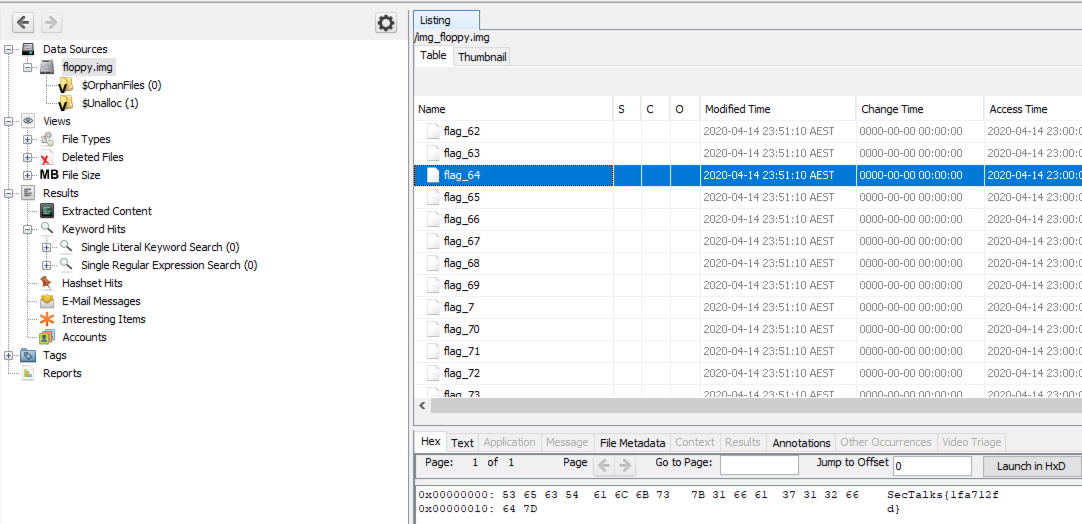 Data Sources
floppy.img
$OrphanFiles (0)
$Unalloc (1)
Views
File Types
Deleted Files
MB File Size
Results
Extracted Content
Keyword Hits
Single Literal Keyword Search (0)
Single Regular Expression Search (0)
Hashset Hits
E-Mail Messages
Interesting Items
Accounts
Tags
Reports
Listing
/img_floppy.img
Table Thumbnail
Name S C O Modified Time Change Time Access Time
flag_62 2020-04-14 23:51:10 AEST 0000-00-00 00:00:00 2020-04-14 23:00:0
flag_63 2020-04-14 23:51:10 AEST 0000-00-00 00:00:00 2020-04-14 23:00:0
flag_64 2020-04-14 23:51:10 AEST 0000-00-00 00:00:00 2020-04-14 23:00:0
flag_65 2020-04-14 23:51:10 AEST 0000-00-00 00:00:00 2020-04-14 23:00:0
flag_66 2020-04-14 23:51:10 AEST 0000-00-00 00:00:00 2020-04-14 23:00:0
flag_67 2020-04-14 23:51:10 AEST 0000-00-00 00:00:00 2020-04-14 23:00:0
flag_68 2020-04-14 23:51:10 AEST 0000-00-00 00:00:00 2020-04-14 23:00:0
flag_69 2020-04-14 23:51:10 AEST 0000-00-00 00:00:00 2020-04-14 23:00:0
flag_7 2020-04-14 23:51:10 AEST 0000-00-00 00:00:00 2020-04-14 23:00:0
flag_70 2020-04-14 23:51:10 AEST 0000-00-00 00:00:00 2020-04-14 23:00:0
flag_71 2020-04-14 23:51:10 AEST 0000-00-00 00:00:00 2020-04-14 23:00:0
flag_72 2020-04-14 23:51:10 AEST 0000-00-00 00:00:00 2020-04-14 23:00:0
flag_73 2020-04-14 23:51:10 AEST 0000-00-00 00:00:00 2020-04-14 23:00:0
Hex Text Application Message File Metadata Context Results Annotations Other Occurrences Video Triage
Page: 1 of 1 Page Go to Page: Jump to Offset 0 Launch in HxD
0x00000000: 53 65 63 54 61 6C 6B 73 7B 31 66 61 37 31 32 66 SecTalks{1fa712f
0x00000010: 64 7D d}